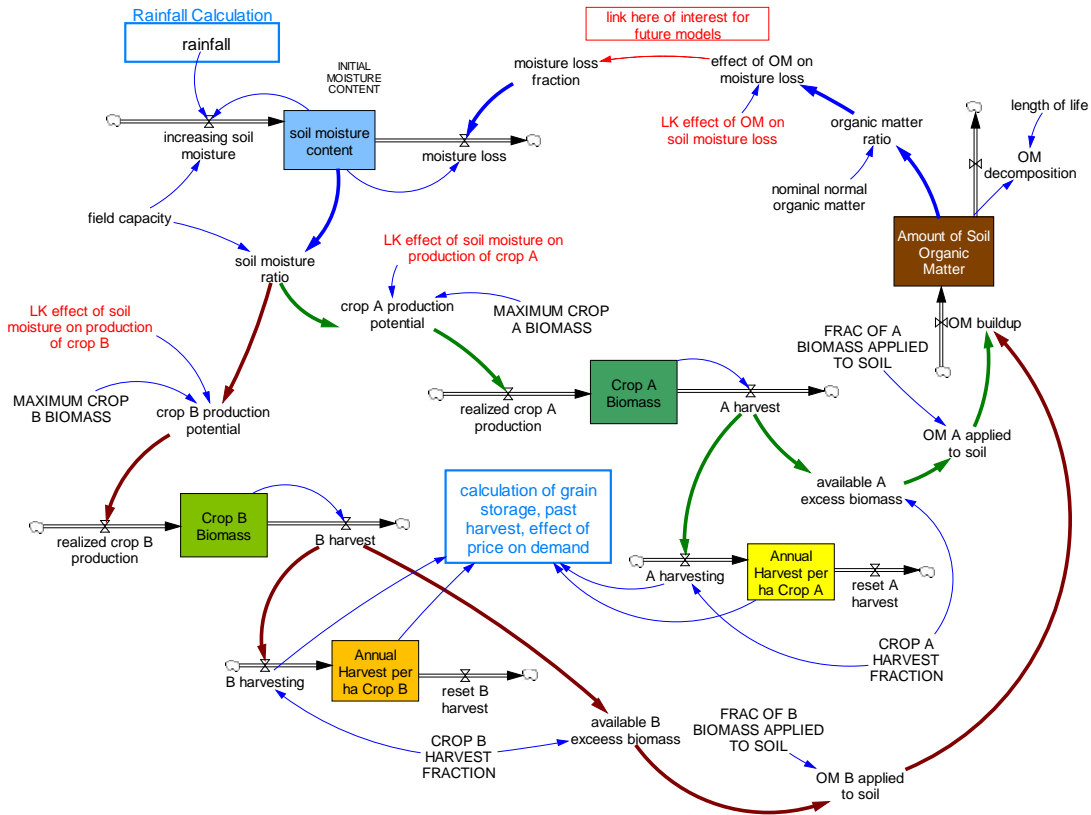 Rainfall Calculation
rainfall
link here of interest for
future models
INITIAL
MOISTURE
CONTENT
moisture loss
fraction
effect of OM on
moisture loss
length of life
increasing soil
moisture
soil moisture
content
moisture loss
LK effect of OM on
soil moisture loss
organic matter
ratio
OM
decomposition
nominal normal
organic matter
field capacity
Amount of Soil
Organic
Matter
soil moisture
ratio
LK effect of soil moisture on
production of crop A
crop A production
potential
MAXIMUM CROP
A BIOMASS
LK effect of soil
moisture on production
of crop B
FRAC OF A
BIOMASS APPLIED
TO SOIL
OM buildup
MAXIMUM CROP
B BIOMASS
crop B production
potential
realized crop A
production
Crop A
Biomass
A harvest
OM A applied
to soil
available A
excess biomass
calculation of grain
storage, past
harvest, effect of
price on demand
realized crop B
production
Crop B
Biomass
B harvest
A harvesting
Annual
Harvest per
ha Crop A
reset A
harvest
CROP A
HARVEST
FRACTION
B harvesting
Annual
Harvest per
ha Crop B
reset B
harvest
CROP B
HARVEST
FRACTION
available B
exceess biomass
FRAC OF B
BIOMASS APPLIED
TO SOIL
OM B applied
to soil